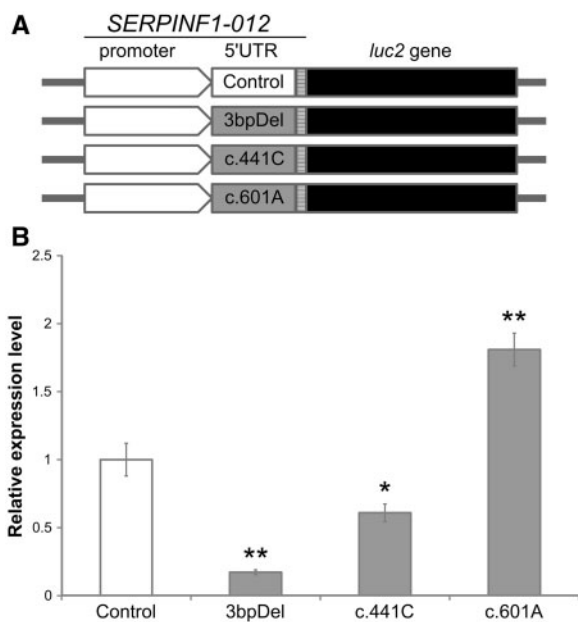 A
SERPINF1-012
promoter 5'UTR luc2 gene
Control
3bpDel
c.441C
c.601A
B
Relative expression level
2.5
2
1.5
1
0.5
0
**
*
**
Control 3bpDel c.441C c.601A